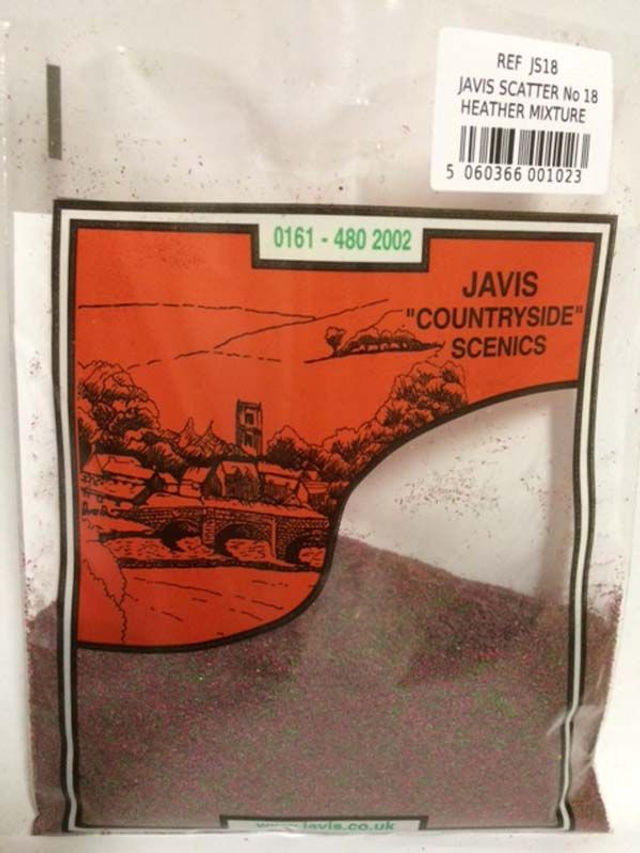 REF JS18
JAVIS SCATTER No 18
HEATHER MIXTURE
5 060366 001023
0161 - 480 2002
JAVIS
"COUNTRYSIDE"
SCENICS
www.javis.co.uk